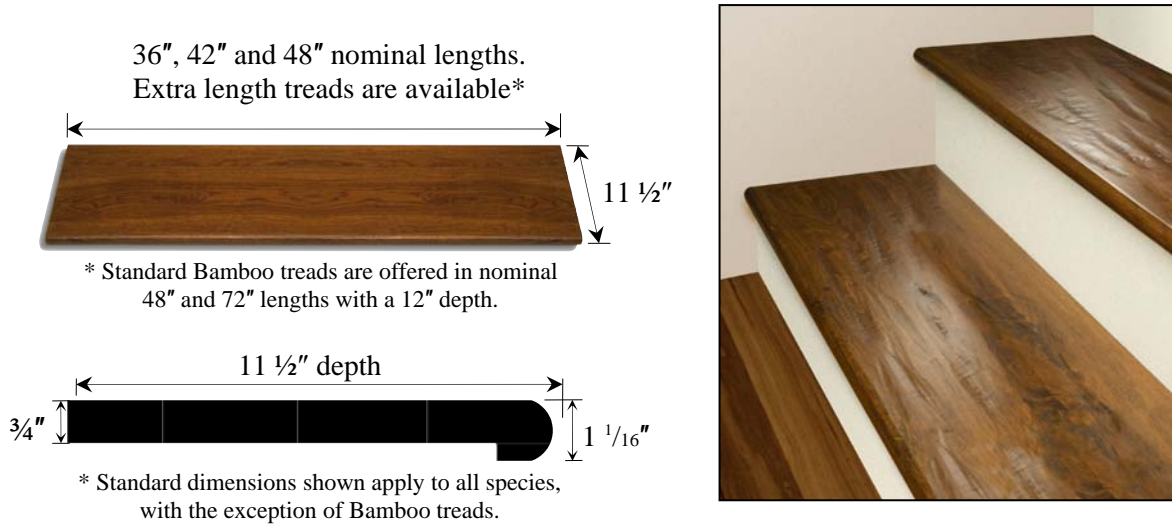 36″, 42″ and 48″ nominal lengths.
Extra length treads are available*
11 ½″
* Standard Bamboo treads are offered in nominal
48″ and 72″ lengths with a 12″ depth.
11 ½″ depth
¾″
1 1/16″
* Standard dimensions shown apply to all species,
with the exception of Bamboo treads.